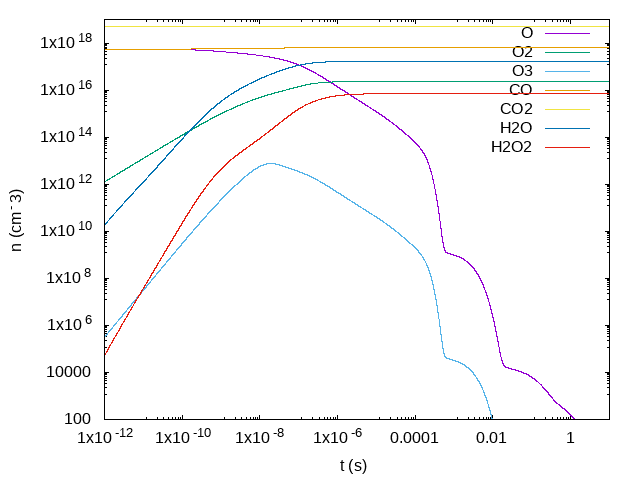 n (cm^-3)
1x10^18
1x10^16
1x10^14
1x10^12
1x10^10
1x10^8
1x10^6
10000
100
O
O2
O3
CO
CO2
H2O
H2O2
1x10^-12 1x10^-10 1x10^-8 1x10^-6 0.0001 0.01 1
t (s)